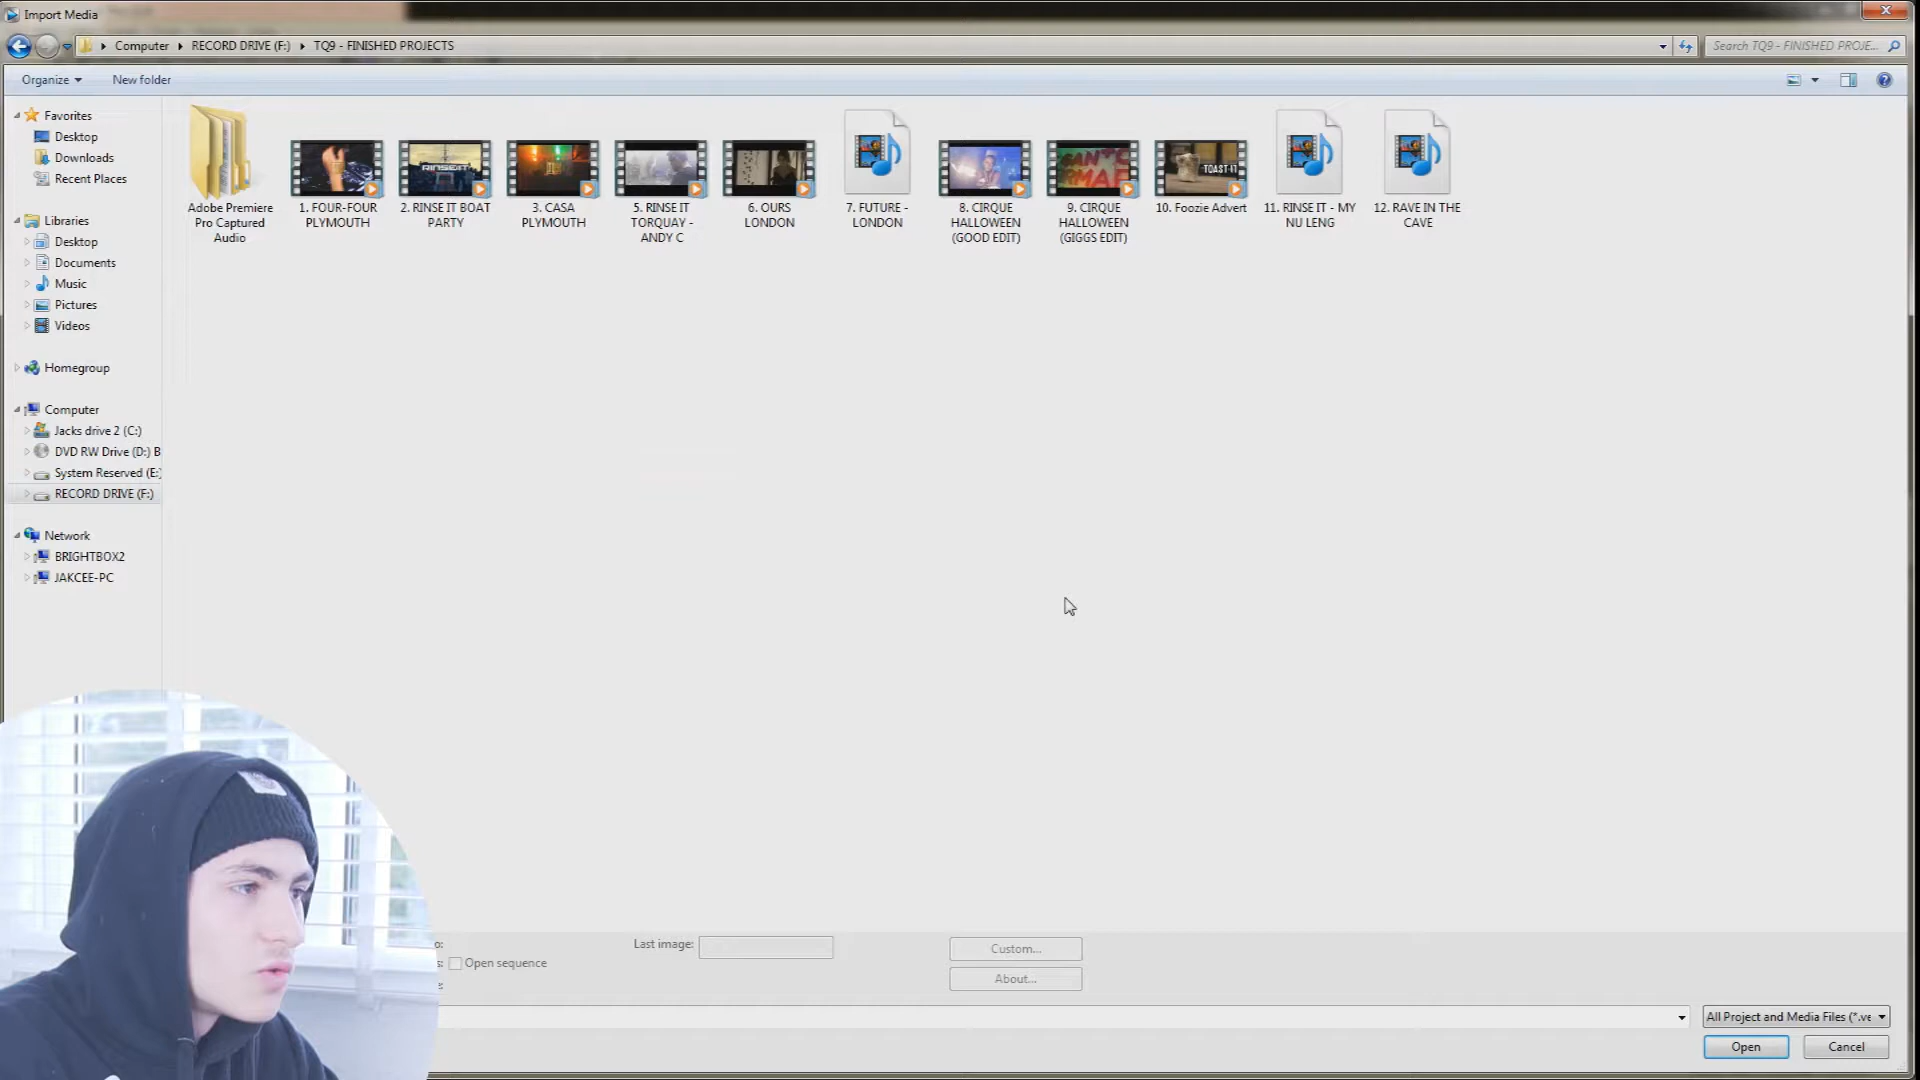 Import Media
Computer RECORD DRIVE (F:) TQ9 - FINISHED PROJECTS
Search TQ9 - FINISHED PROJE...
Organize New folder
Favorites
Desktop
Downloads
Recent Places
Libraries
Desktop
Documents
Music
Pictures
Videos
Homegroup
Computer
Jacks drive 2 (C:)
DVD RW Drive (D:) B
System Reserved (E:
RECORD DRIVE (F:)
Network
BRIGHTBOX2
JAKCEE-PC
Adobe Premiere
Pro Captured
Audio
1. FOUR-FOUR
PLYMOUTH
RINSEIT
2. RINSE IT BOAT
PARTY
3. CASA
PLYMOUTH
5. RINSE IT
TORQUAY -
ANDY C
6. OURS
LONDON
7. FUTURE -
LONDON
8. CIRQUE
HALLOWEEN
(GOOD EDIT)
9. CIRQUE
HALLOWEEN
(GIGGS EDIT)
TOAST-IT
10. Foozie Advert
11. RINSE IT - MY
NU LENG
12. RAVE IN THE
CAVE
Last image:
Open sequence
Custom...
About...
All Project and Media Files (*.ve
Open
Cancel